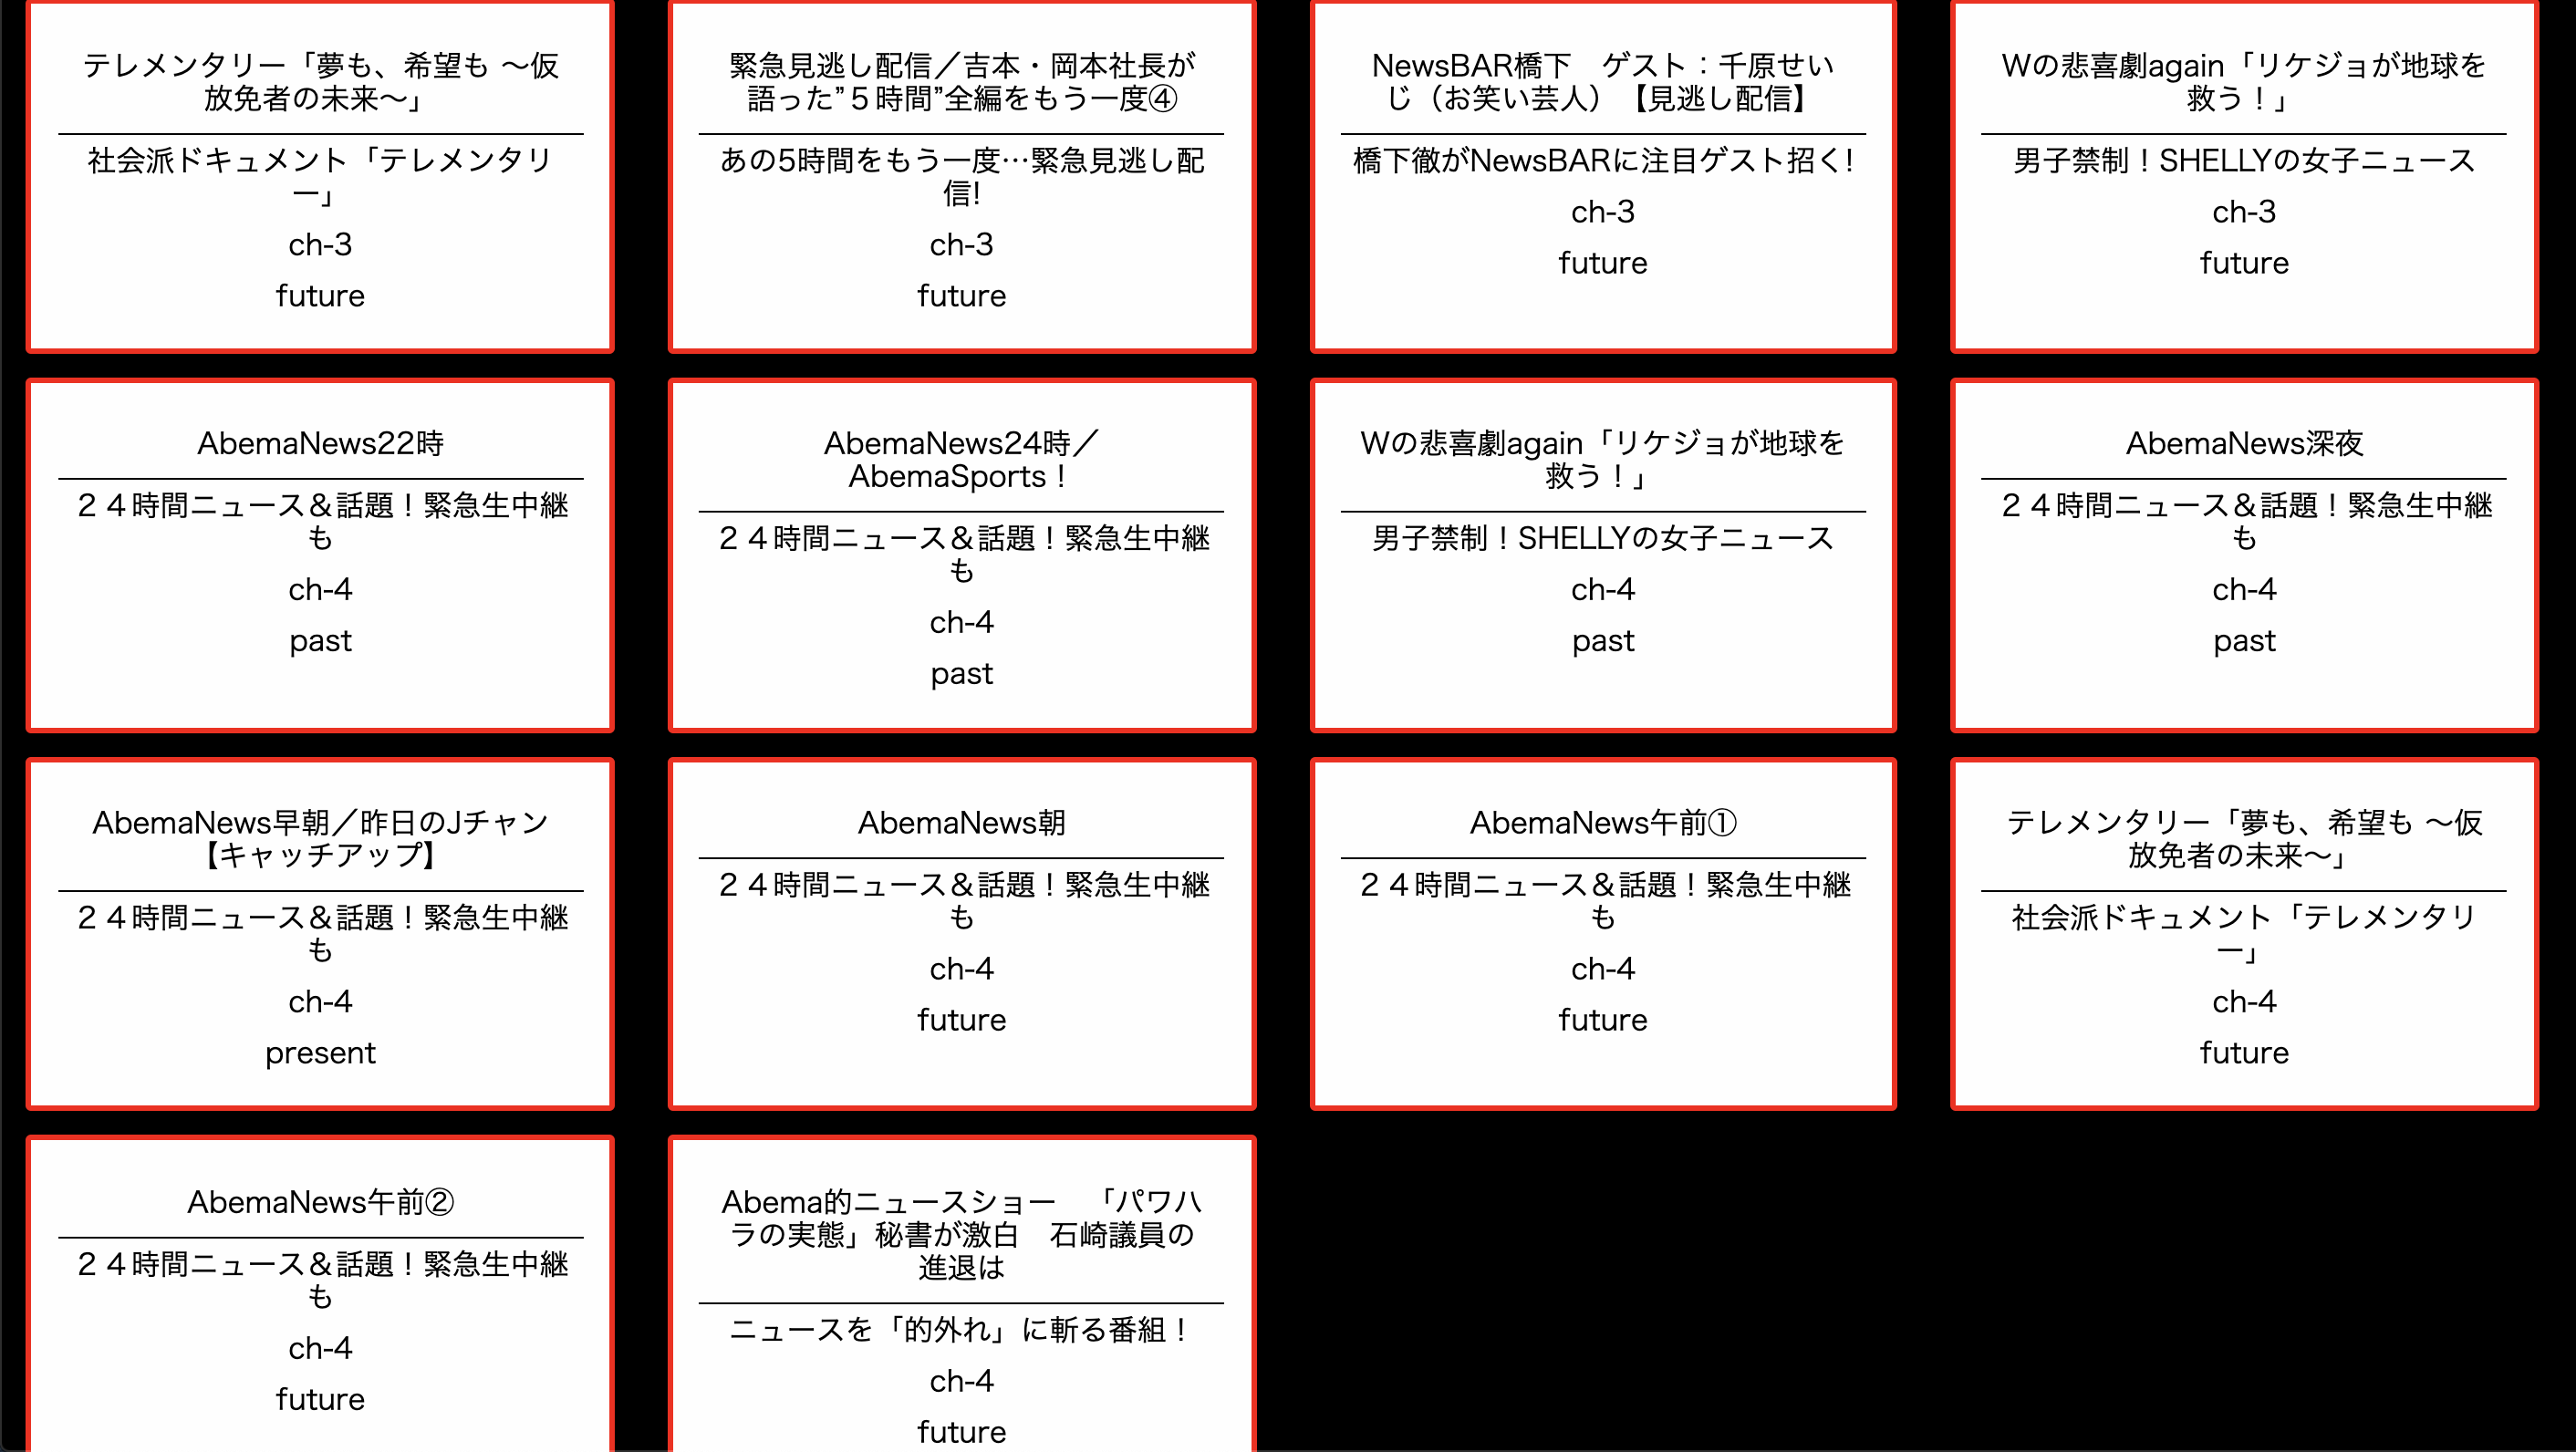 テレメンタリー「夢も、希望も ～仮
放免者の未来～」
社会派ドキュメント「テレメンタリ
ー」
ch-3
future
緊急見逃し配信／吉本・岡本社長が
語った”５時間”全編をもう一度④
あの5時間をもう一度…緊急見逃し配
信!
ch-3
future
NewsBAR橋下　ゲスト：千原せい
じ（お笑い芸人）【見逃し配信】
橋下徹がNewsBARに注目ゲスト招く!
ch-3
future
Wの悲喜劇again「リケジョが地球を
救う！」
男子禁制！SHELLYの女子ニュース
ch-3
future
AbemaNews22時
２４時間ニュース＆話題！緊急生中継
も
ch-4
past
AbemaNews24時／
AbemaSports！
２４時間ニュース＆話題！緊急生中継
も
ch-4
past
Wの悲喜劇again「リケジョが地球を
救う！」
男子禁制！SHELLYの女子ニュース
ch-4
past
AbemaNews深夜
２４時間ニュース＆話題！緊急生中継
も
ch-4
past
AbemaNews早朝／昨日のJチャン
【キャッチアップ】
２４時間ニュース＆話題！緊急生中継
も
ch-4
present
AbemaNews朝
２４時間ニュース＆話題！緊急生中継
も
ch-4
future
AbemaNews午前①
２４時間ニュース＆話題！緊急生中継
も
ch-4
future
テレメンタリー「夢も、希望も ～仮
放免者の未来～」
社会派ドキュメント「テレメンタリ
ー」
ch-4
future
AbemaNews午前②
２４時間ニュース＆話題！緊急生中継
も
ch-4
future
Abema的ニュースショー　「パワハ
ラの実態」秘書が激白　石崎議員の
進退は
ニュースを「的外れ」に斬る番組！
ch-4
future